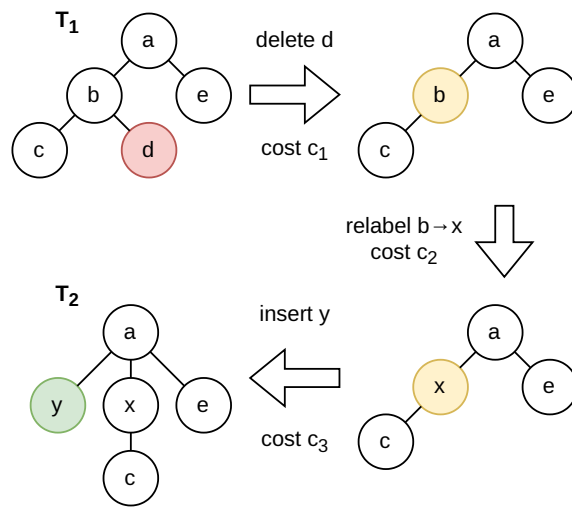 T1
a
b
e
c
d
delete d
cost c1
a
b
e
c
relabel b→x
cost c2
a
x
e
c
insert y
cost c3
T2
a
y
x
e
c